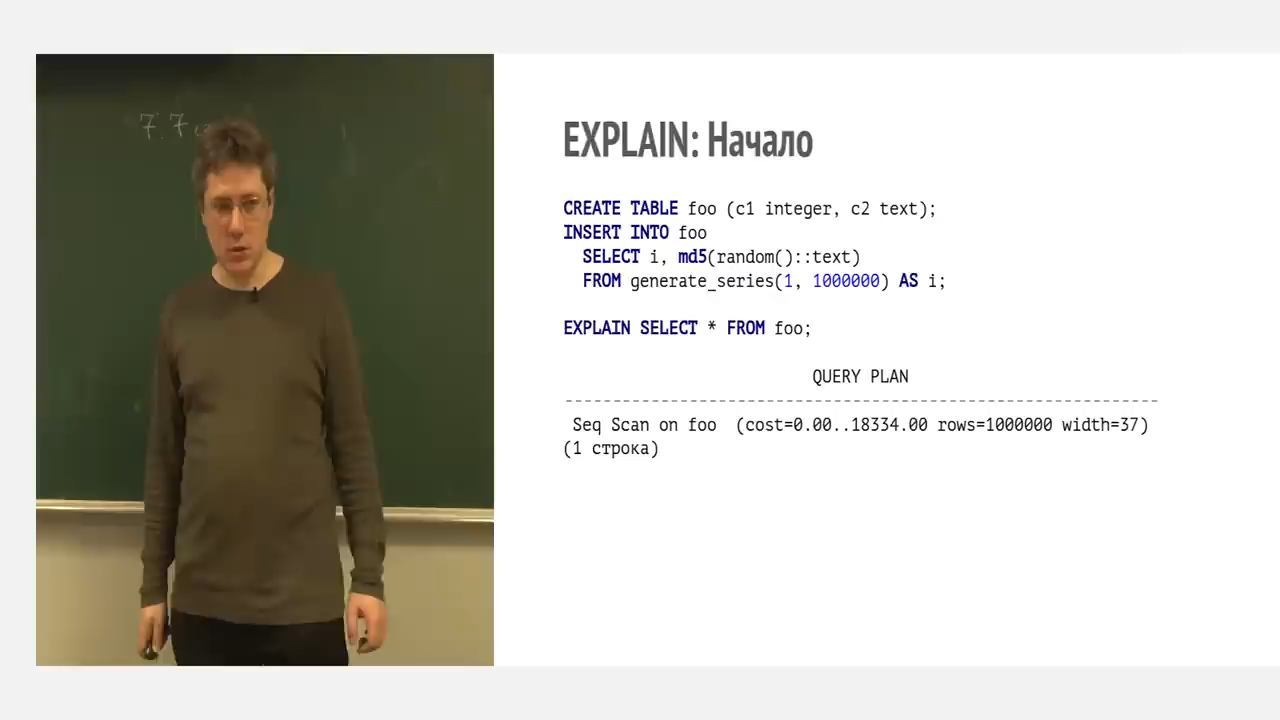 7. 7
EXPLAIN: Начало
CREATE TABLE foo (c1 integer, c2 text);
INSERT INTO foo
SELECT i, md5(random()::text)
FROM generate_series(1, 1000000) AS i;
EXPLAIN SELECT * FROM foo;
QUERY PLAN
--------------------------------------------------------------
Seq Scan on foo (cost=0.00..18334.00 rows=1000000 width=37)
(1 строка)